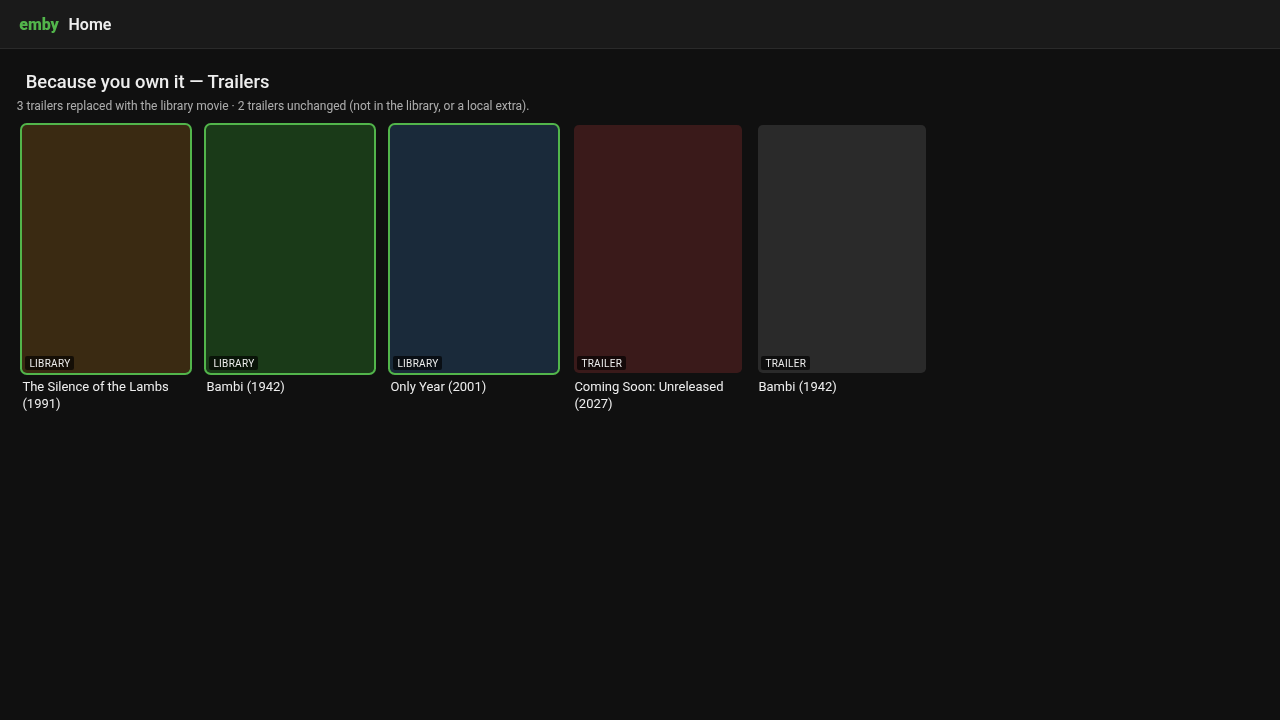 emby Home
Because you own it — Trailers
3 trailers replaced with the library movie · 2 trailers unchanged (not in the library, or a local extra).
LIBRARY
The Silence of the Lambs
(1991)
LIBRARY
Bambi (1942)
LIBRARY
Only Year (2001)
TRAILER
Coming Soon: Unreleased
(2027)
TRAILER
Bambi (1942)